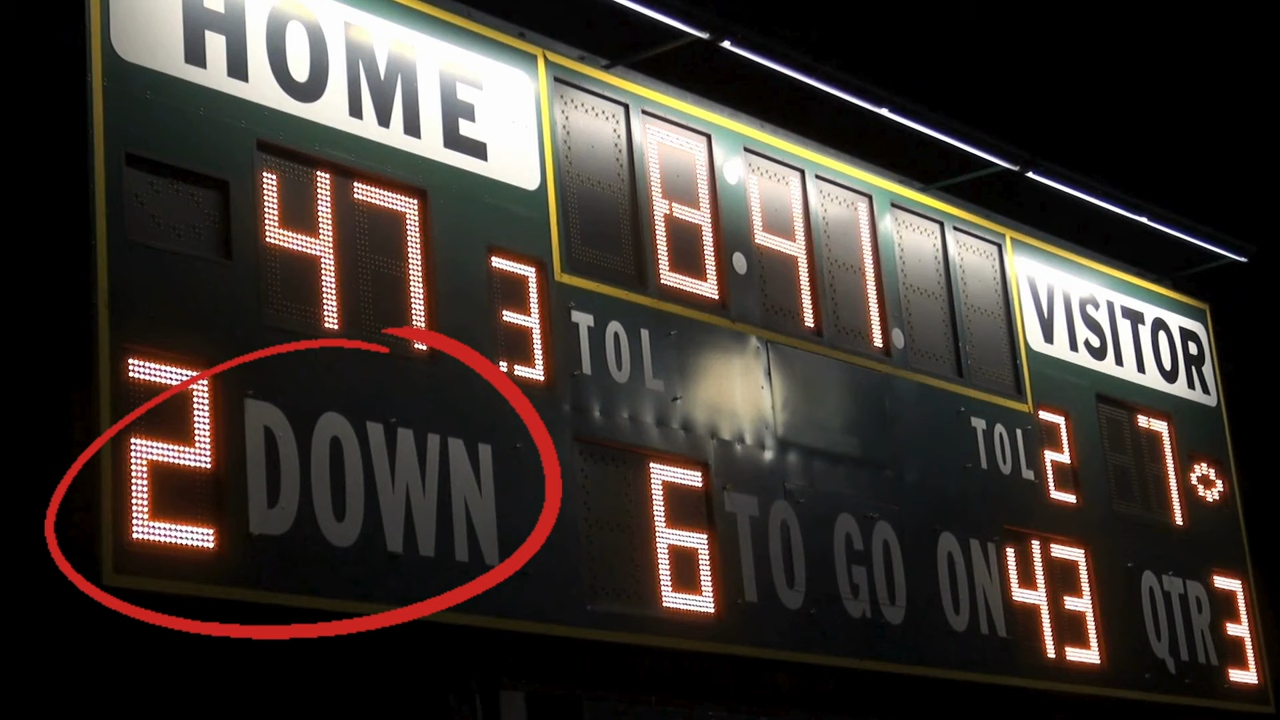 HOME
8:41
VISITOR
47
3
TOL
TOL 2
7
2 DOWN
6 TO GO ON 43
QTR 3